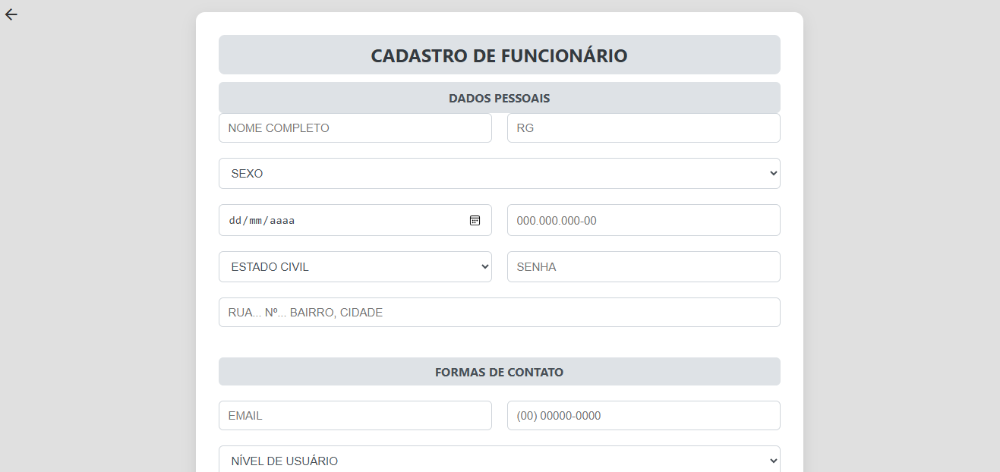 CADASTRO DE FUNCIONÁRIO
DADOS PESSOAIS
NOME COMPLETO RG
SEXO
dd/mm/aaaa 000.000.000-00
ESTADO CIVIL SENHA
RUA... Nº... BAIRRO, CIDADE
FORMAS DE CONTATO
EMAIL (00) 00000-0000
NÍVEL DE USUÁRIO